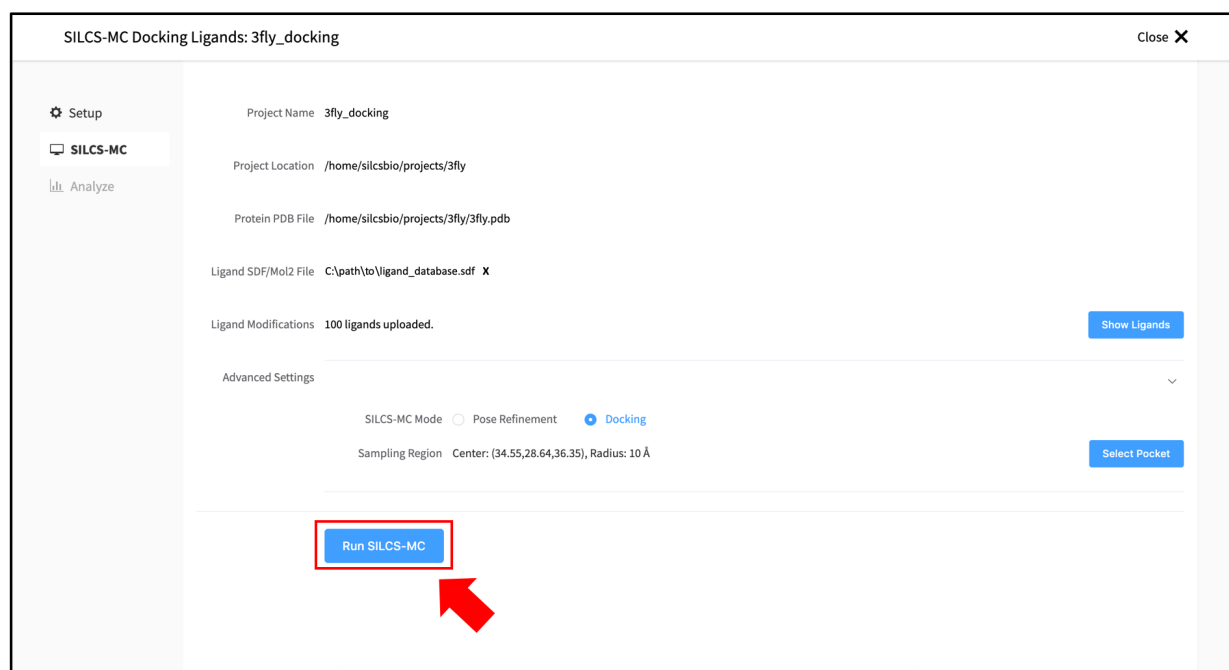 SILCS-MC Docking Ligands: 3fly_docking
Close X
Setup
SILCS-MC
Analyze
Project Name 3fly_docking
Project Location /home/silcsbio/projects/3fly
Protein PDB File /home/silcsbio/projects/3fly/3fly.pdb
Ligand SDF/Mol2 File C:\path\to\ligand_database.sdf X
Ligand Modifications 100 ligands uploaded. Show Ligands
Advanced Settings
SILCS-MC Mode Pose Refinement Docking
Sampling Region Center: (34.55,28.64,36.35), Radius: 10 Å Select Pocket
Run SILCS-MC